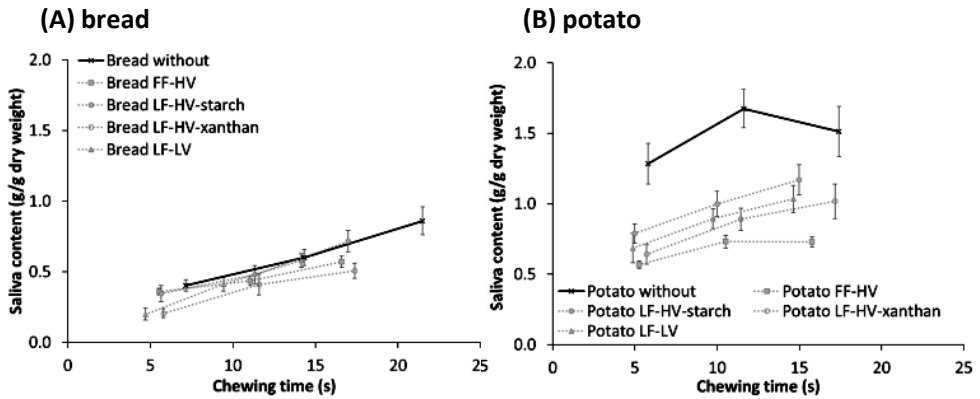 (A) bread
2.0
1.5
1.0
0.5
0.0
Saliva content (g/g dry weight)
Bread without
Bread FF-HV
Bread LF-HV-starch
Bread LF-HV-xanthan
Bread LF-LV
0 5 10 15 20 25
Chewing time (s)
(B) potato
2.0
1.5
1.0
0.5
0.0
Saliva content (g/g dry weight)
Potato without Potato FF-HV
Potato LF-HV-starch Potato LF-HV-xanthan
Potato LF-LV
0 5 10 15 20 25
Chewing time (s)